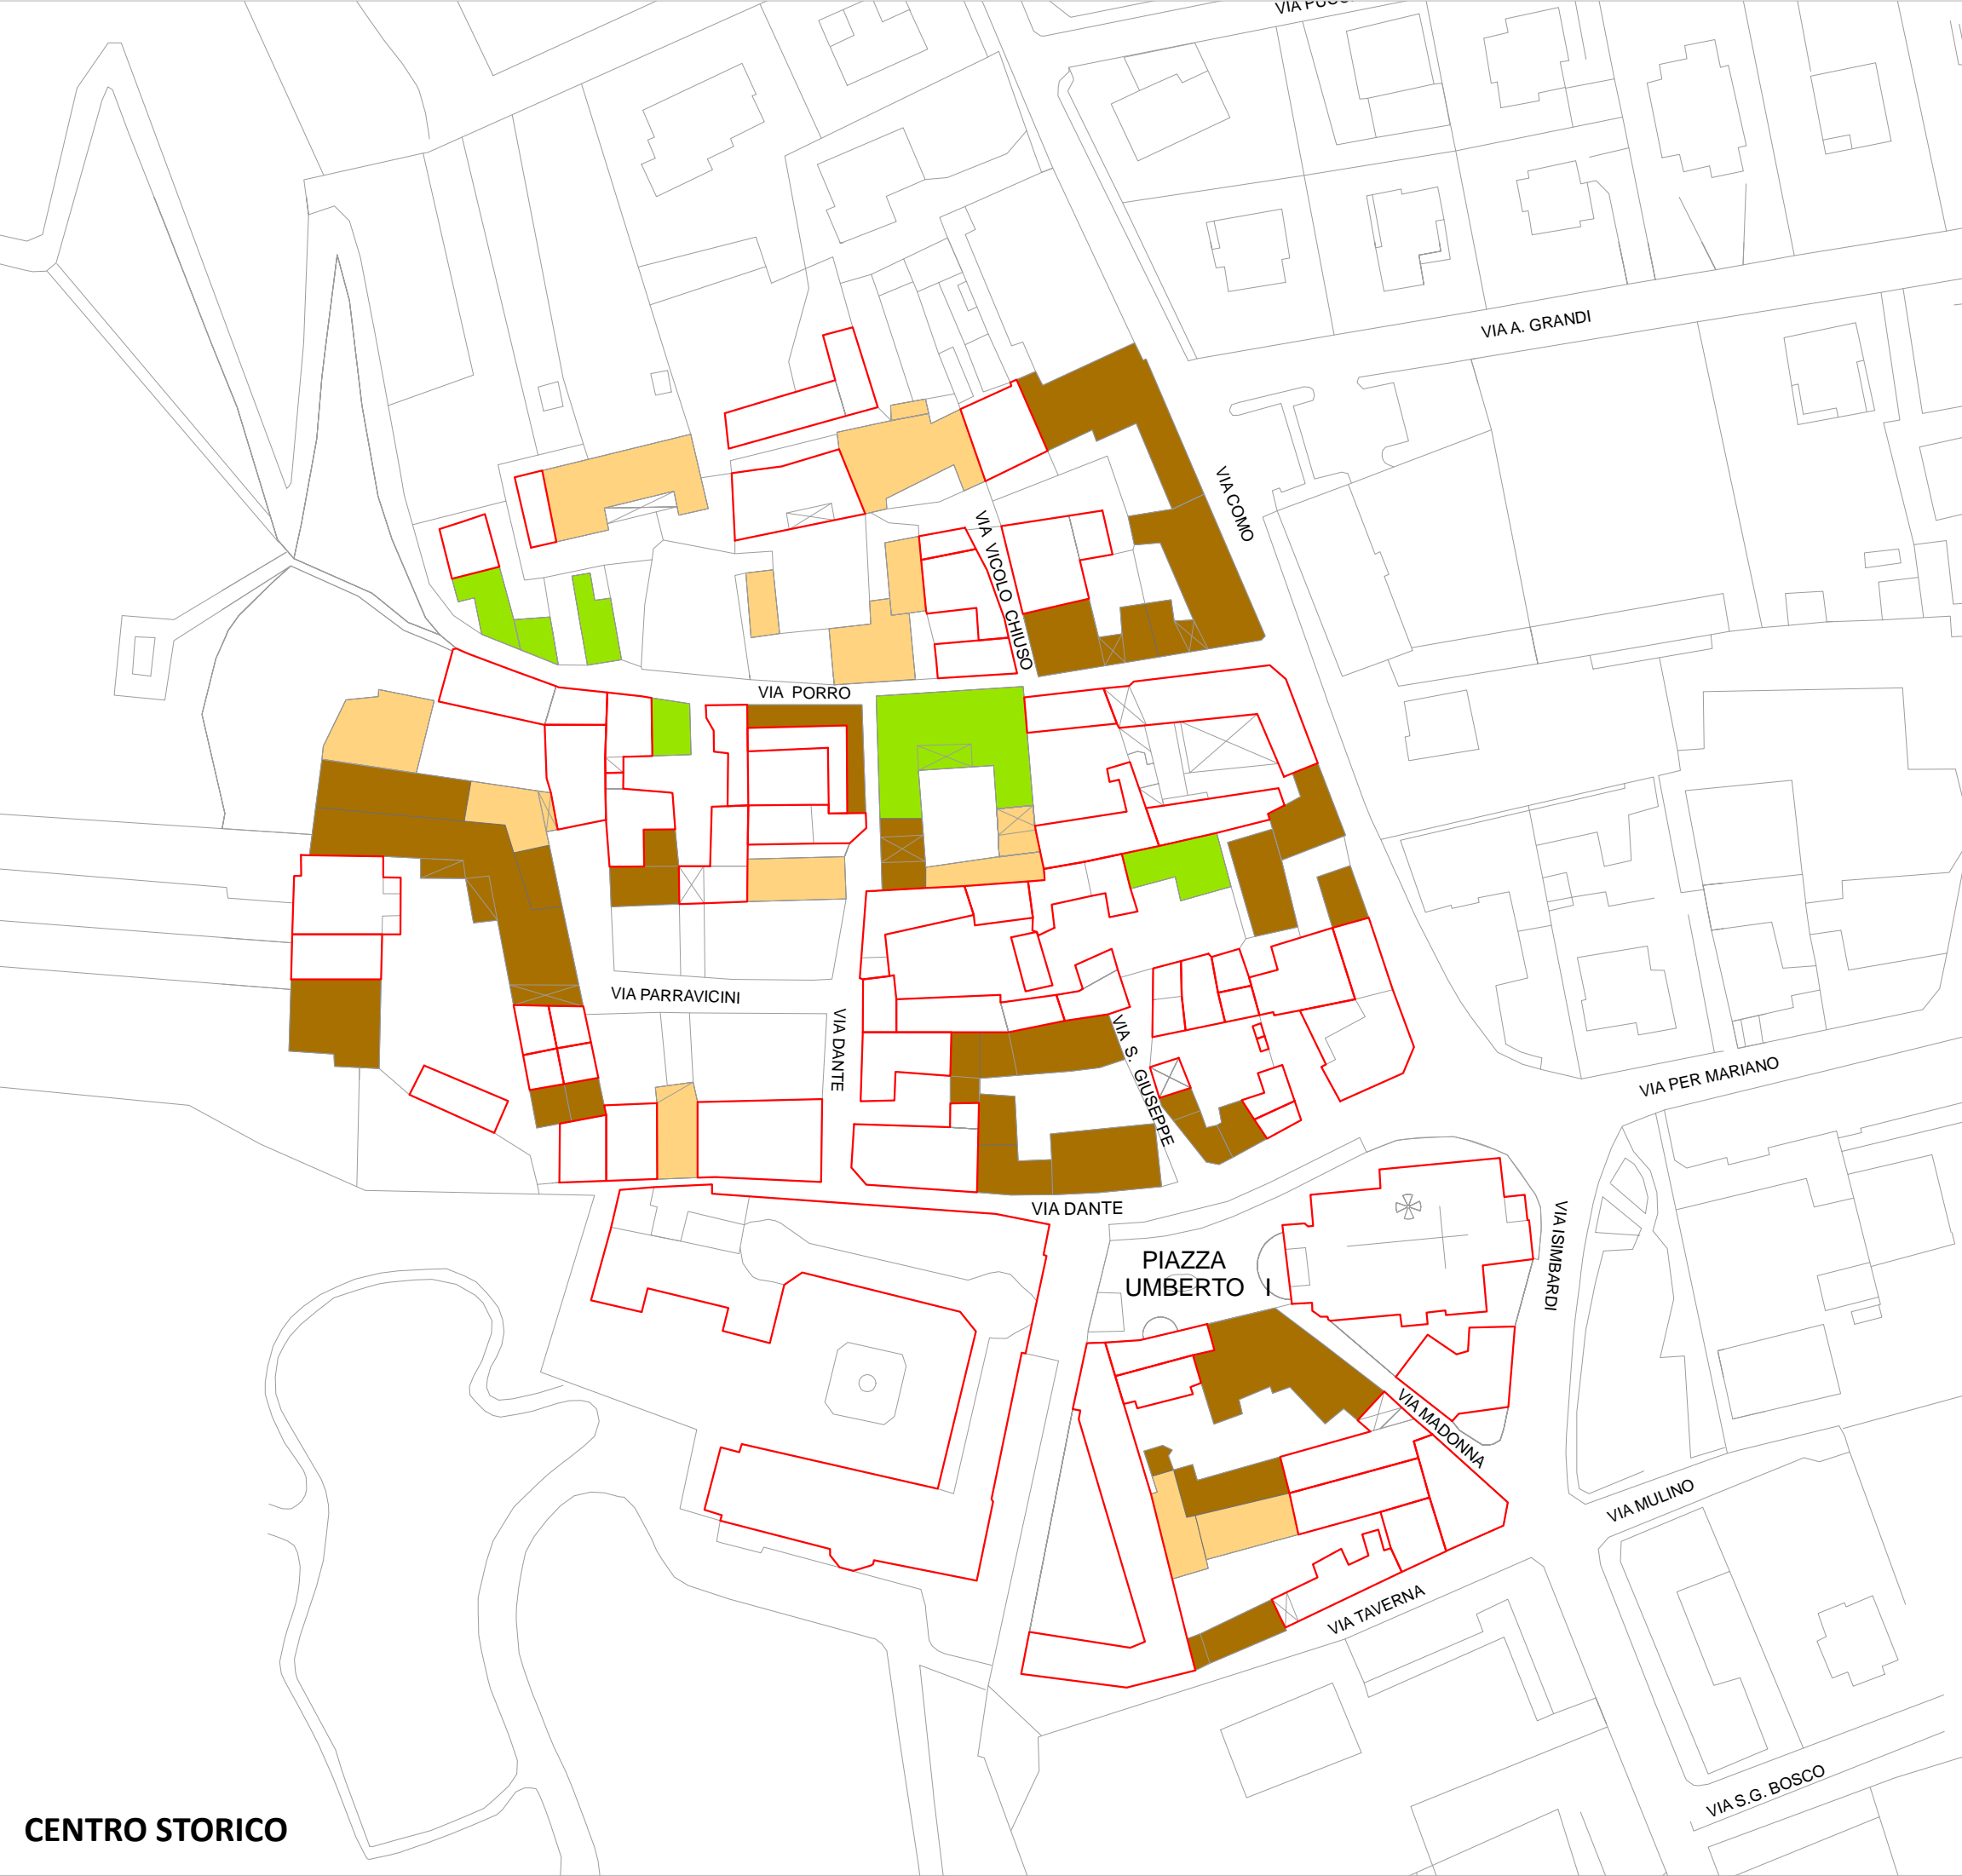 VIA A. GRANDI
VIA COMO
VIA VICOLO CHIUSO
VIA PORRO
VIA PARRAVICINI
VIA DANTE
VIA S. GIUSEPPE
VIA PER MARIANO
VIA DANTE
VIA ISIMBARDI
PIAZZA
UMBERTO I
VIA MADONNA
VIA MULINO
VIA TAVERNA
VIA S.G. BOSCO
CENTRO STORICO